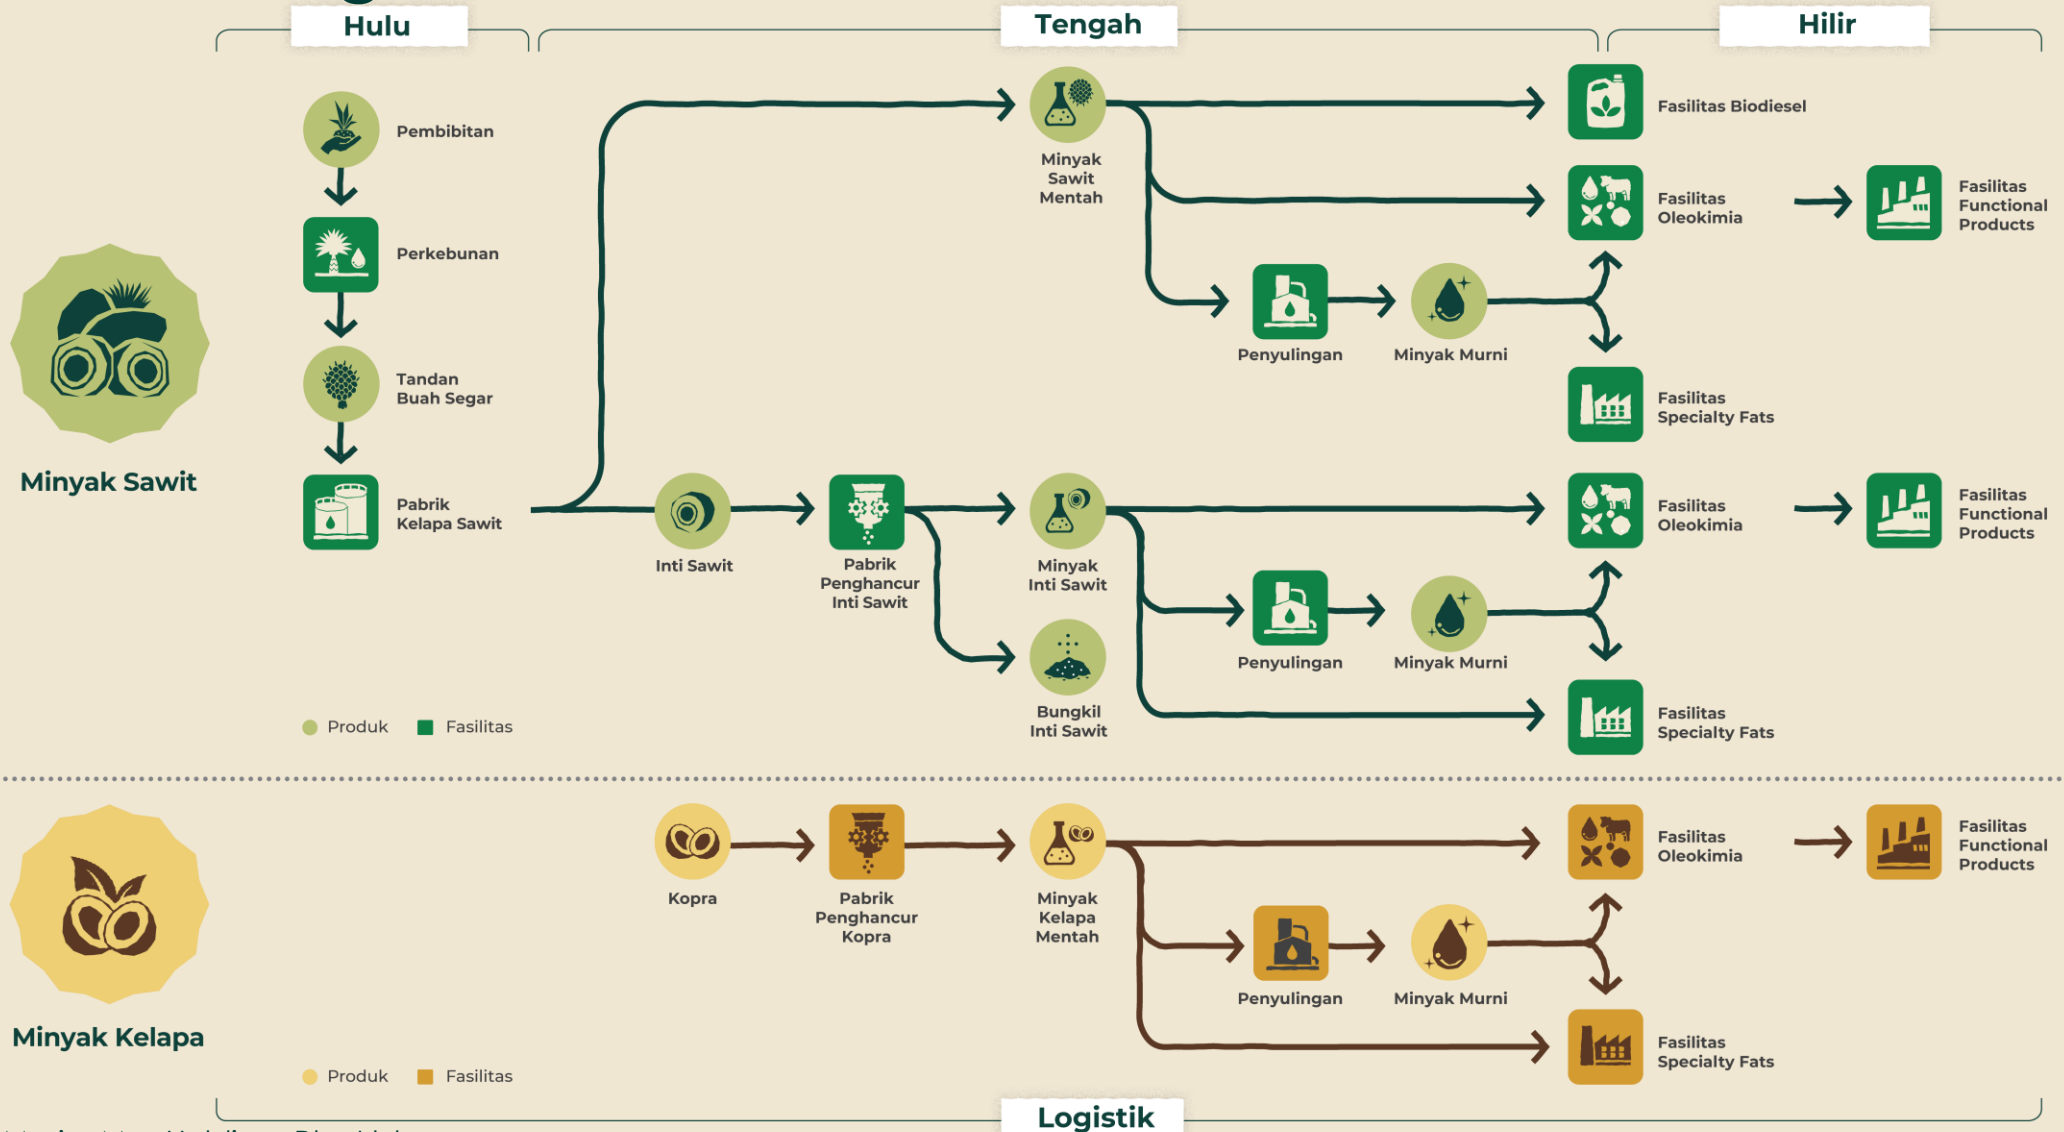 Hulu
Tengah
Hilir
Pembibitan
Perkebunan
Tandan
Buah Segar
Pabrik
Kelapa Sawit
Minyak Sawit
Minyak
Sawit
Mentah
Fasilitas Biodiesel
Fasilitas
Oleokimia
Fasilitas
Functional
Products
Penyulingan
Minyak Murni
Fasilitas
Specialty Fats
Inti Sawit
Pabrik
Penghancur
Inti Sawit
Minyak
Inti Sawit
Fasilitas
Oleokimia
Fasilitas
Functional
Products
Penyulingan
Minyak Murni
Bungkil
Inti Sawit
Fasilitas
Specialty Fats
Produk
Fasilitas
Kopra
Pabrik
Penghancur
Kopra
Minyak
Kelapa
Mentah
Fasilitas
Oleokimia
Fasilitas
Functional
Products
Penyulingan
Minyak Murni
Fasilitas
Specialty Fats
Minyak Kelapa
Produk
Fasilitas
Logistik